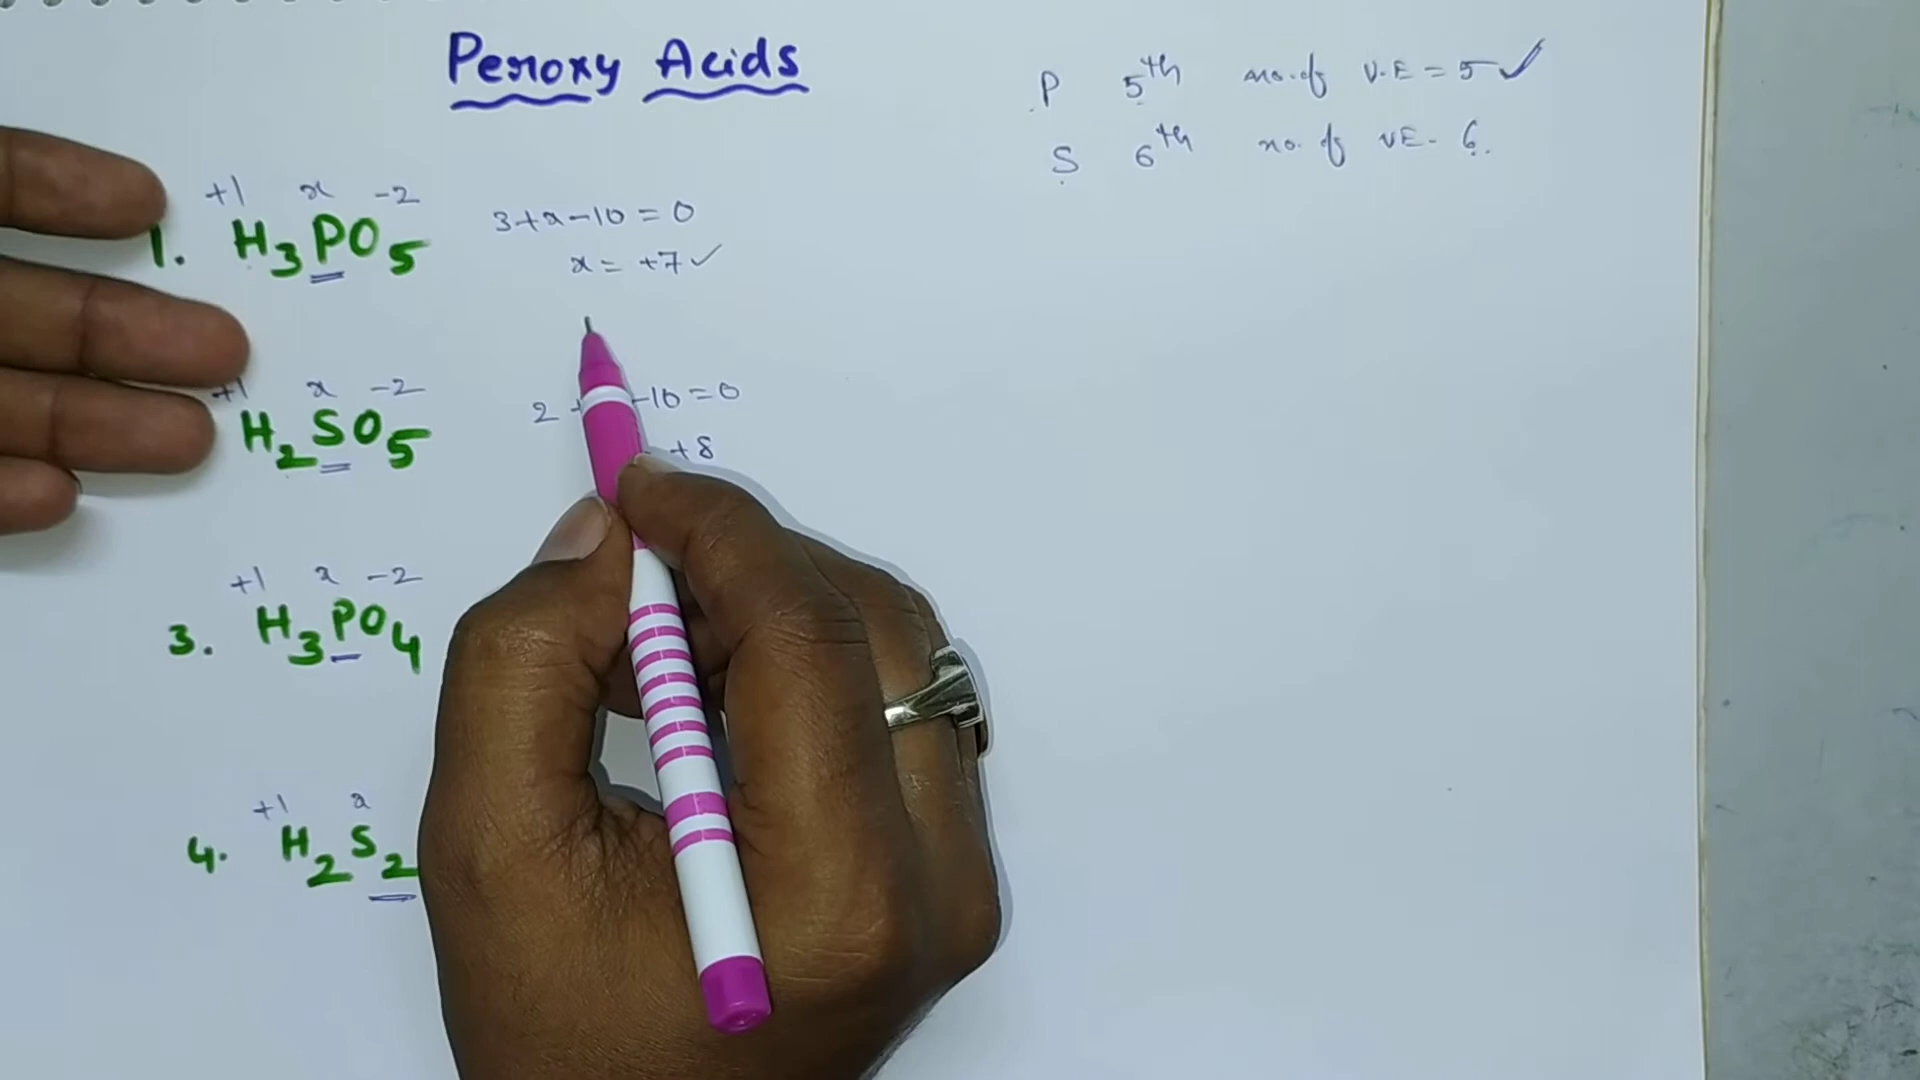 Peroxy Acids
P 5th no. of V.E = 5 ✓
S 6th no. of VE - 6.
+1 x -2
1. H3PO5
3+x-10=0
x = +7 ✓
+1 x -2
H2SO5
2 + -10=0
+8
+1 x -2
3. H3PO4
+1 x
4. H2S2